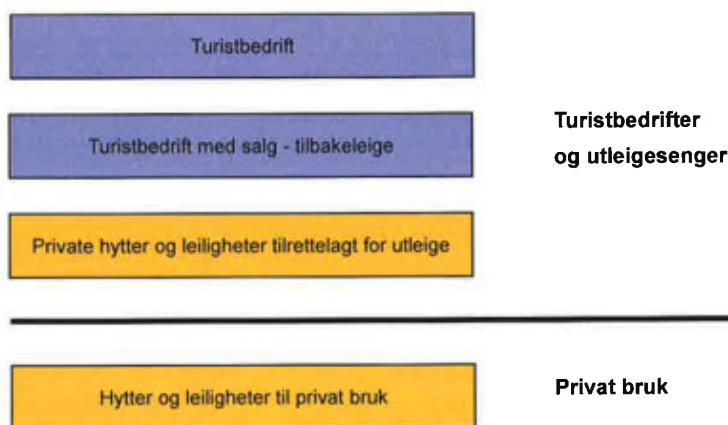 Turistbedrift
Turistbedrift med salg - tilbakeleige
Turistbedrifter
og utleigesenger
Private hytter og leiligheter tilrettelagt for utleige
Hytter og leiligheter til privat bruk
Privat bruk